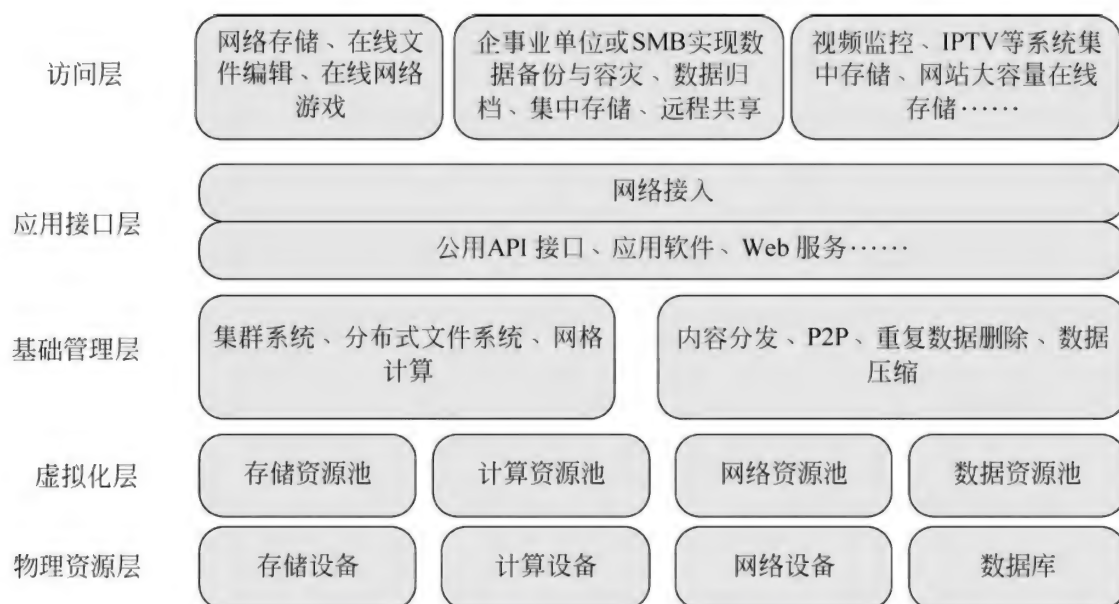 访问层
网络存储、在线文
件编辑、在线网络
游戏
企事业单位或SMB实现数
据备份与容灾、数据归
档、集中存储、远程共享
视频监控、IPTV等系统集
中存储、网站大容量在线
存储……
应用接口层
网络接入
公用API 接口、应用软件、Web 服务……
基础管理层
集群系统、分布式文件系统、网格
计算
内容分发、P2P、重复数据删除、数据
压缩
虚拟化层
存储资源池
计算资源池
网络资源池
数据资源池
物理资源层
存储设备
计算设备
网络设备
数据库